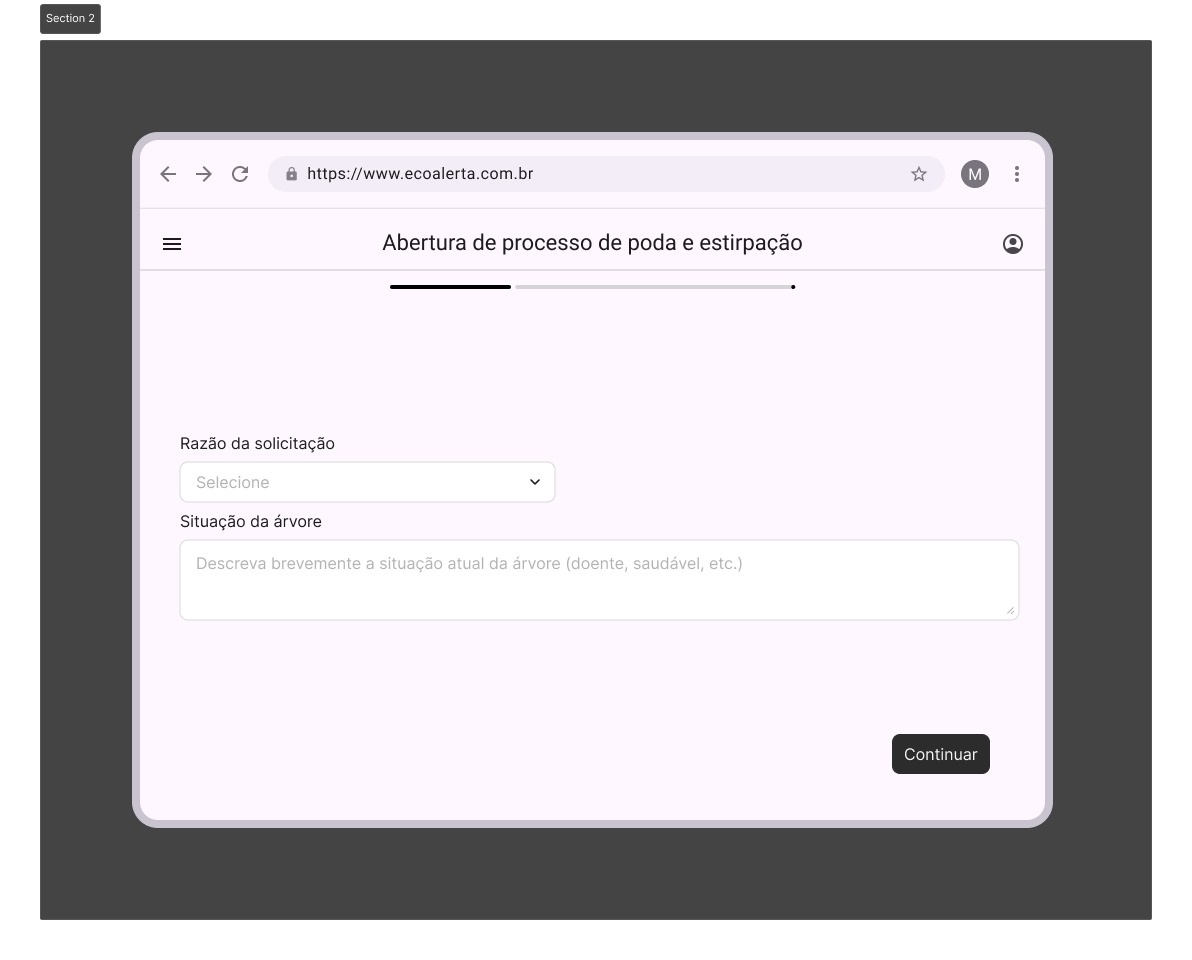 Section 2
https://www.ecoalerta.com.br
M
Abertura de processo de poda e estirpação
Razão da solicitação
Selecione
Situação da árvore
Descreva brevemente a situação atual da árvore (doente, saudável, etc.)
Continuar